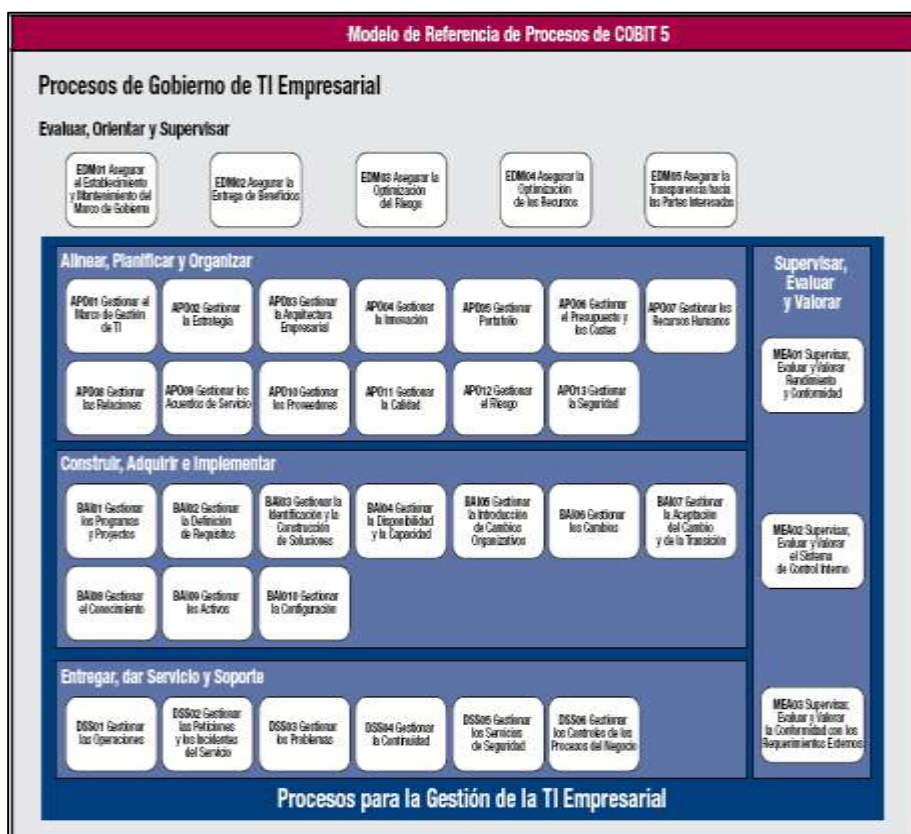 Modelo de Referencia de Procesos de COBIT 5
Procesos de Gobierno de TI Empresarial
Evaluar, Orientar y Supervisar
EDM01 Asegurar
el Establecimiento
y Mantenimiento del
Marco de Gobierno
EDM02 Asegurar la
Entrega de Beneficios
EDM03 Asegurar la
Optimización
del Riesgo
EDM04 Asegurar la
Optimización
de los Recursos
EDM05 Asegurar la
Transparencia hacia
las Partes Interesadas
Alinear, Planificar y Organizar
APO01 Gestionar el
Marco de Gestión
de TI
APO02 Gestionar
la Estrategia
APO03 Gestionar
la Arquitectura
Empresarial
APO04 Gestionar
la Innovación
APO05 Gestionar
Portafolio
APO06 Gestionar
el Presupuesto y
los Costes
APO07 Gestionar los
Recursos Humanos
APO08 Gestionar
las Relaciones
APO09 Gestionar los
Acuerdos de Servicio
APO10 Gestionar
los Proveedores
APO11 Gestionar
la Calidad
APO12 Gestionar
el Riesgo
APO13 Gestionar
la Seguridad
Construir, Adquirir e Implementar
BAI01 Gestionar
los Programas
y Proyectos
BAI02 Gestionar
la Definición
de Requisitos
BAI03 Gestionar la
Identificación y la
Construcción
de Soluciones
BAI04 Gestionar
la Disponibilidad
y la Capacidad
BAI05 Gestionar
la Introducción
de Cambios
Organizativos
BAI06 Gestionar
los Cambios
BAI07 Gestionar
la Aceptación
del Cambio
y de la Transición
BAI08 Gestionar
el Conocimiento
BAI09 Gestionar
los Activos
BAI010 Gestionar
la Configuración
Entregar, dar Servicio y Soporte
DSS01 Gestionar
las Operaciones
DSS02 Gestionar
las Peticiones
y los Incidentes
del Servicio
DSS03 Gestionar
los Problemas
DSS04 Gestionar
la Continuidad
DSS05 Gestionar
los Servicios
de Seguridad
DSS06 Gestionar
los Controles de los
Procesos del Negocio
Supervisar,
Evaluar
y Valorar
MEA01 Supervisar,
Evaluar y Valorar
Rendimiento
y Conformidad
MEA02 Supervisar,
Evaluar y Valorar
el Sistema
de Control Interno
MEA03 Supervisar,
Evaluar y Valorar
la Conformidad con los
Requerimientos Externos
Procesos para la Gestión de la TI Empresarial